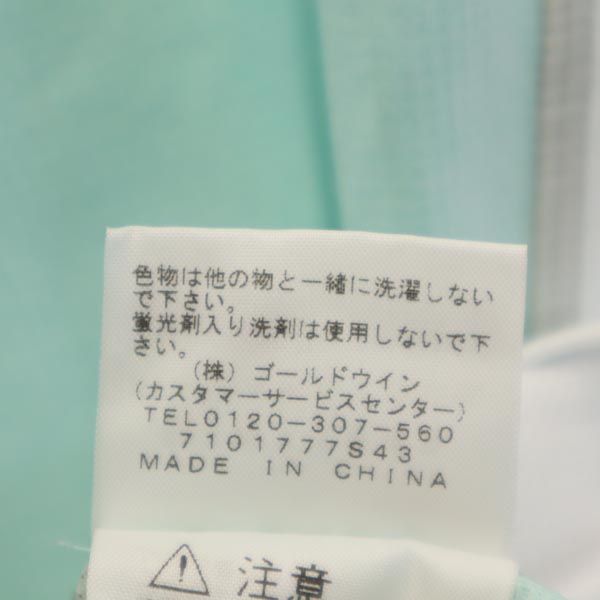 色物は他の物と一緒に洗濯しない
で下さい。
蛍光剤入り洗剤は使用しないで下
さい。
(株) ゴールドウイン
(カスタマーサービスセンター)
TEL0120-307-560
7101777S43
MADE IN CHINA
注意